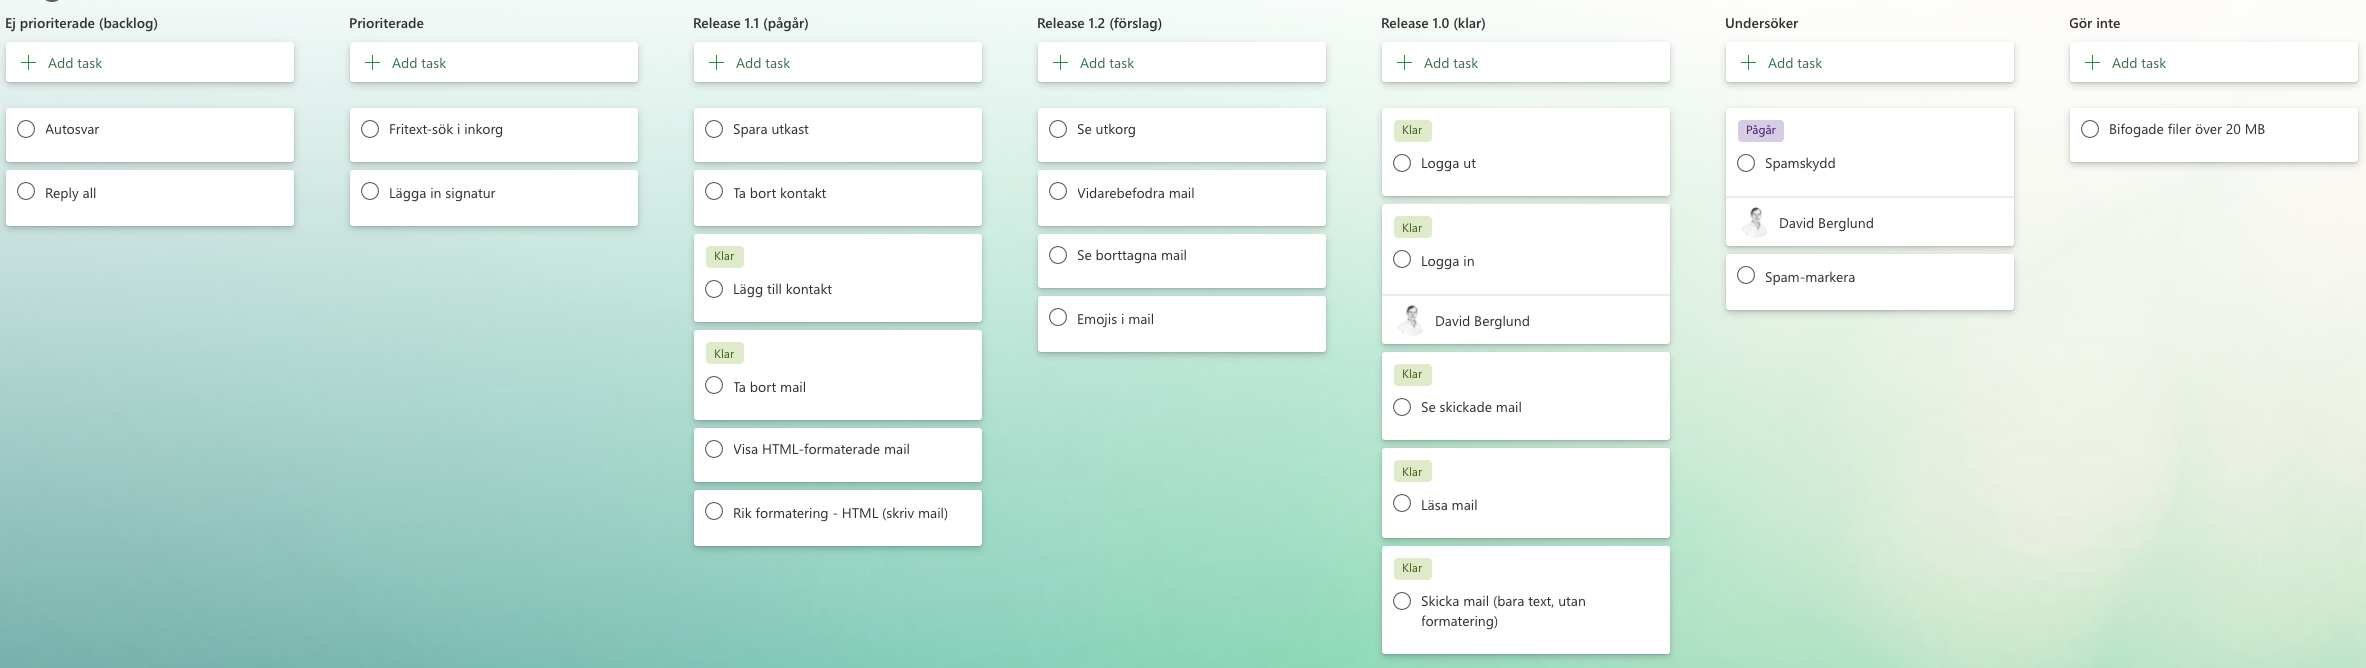 Ej prioriterade (backlog)
Add task
Autosvar
Reply all
Prioriterade
Add task
Fritext-sök i inkorg
Lägga in signatur
Release 1.1 (pågår)
Add task
Spara utkast
Ta bort kontakt
Klar
Lägg till kontakt
Klar
Ta bort mail
Visa HTML-formaterade mail
Rik formatering - HTML (skriv mail)
Release 1.2 (förslag)
Add task
Se utkorg
Vidarebefodra mail
Se borttagna mail
Emojis i mail
Release 1.0 (klar)
Add task
Klar
Logga ut
Klar
Logga in
David Berglund
Klar
Se skickade mail
Klar
Läsa mail
Klar
Skicka mail (bara text, utan
formatering)
Undersöker
Add task
Pågår
Spamskydd
David Berglund
Spam-markera
Gör inte
Add task
Bifogade filer över 20 MB